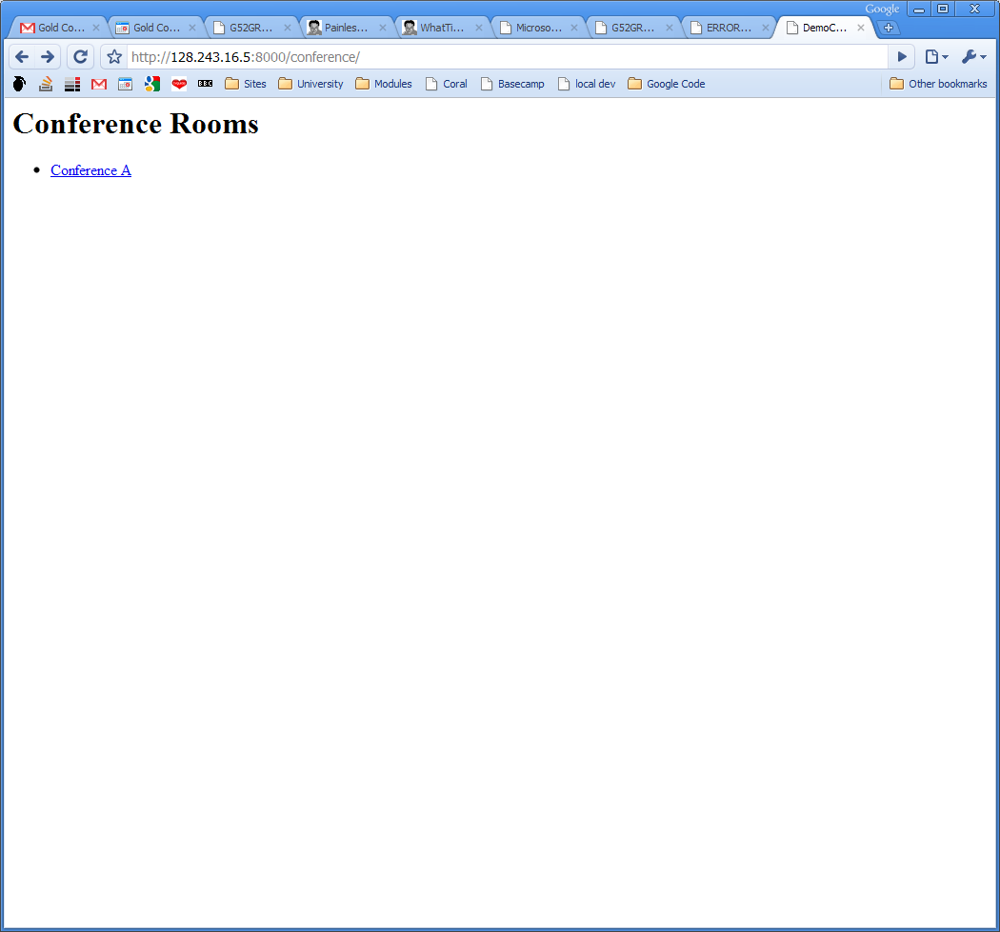 Google
Gold Co... Gold Co... G52GR... Painles... WhatTi... Microso... G52GR... ERROR... DemoC...
http://128.243.16.5:8000/conference/
BBC Sites University Modules Coral Basecamp local dev Google Code Other bookmarks
Conference Rooms
Conference A